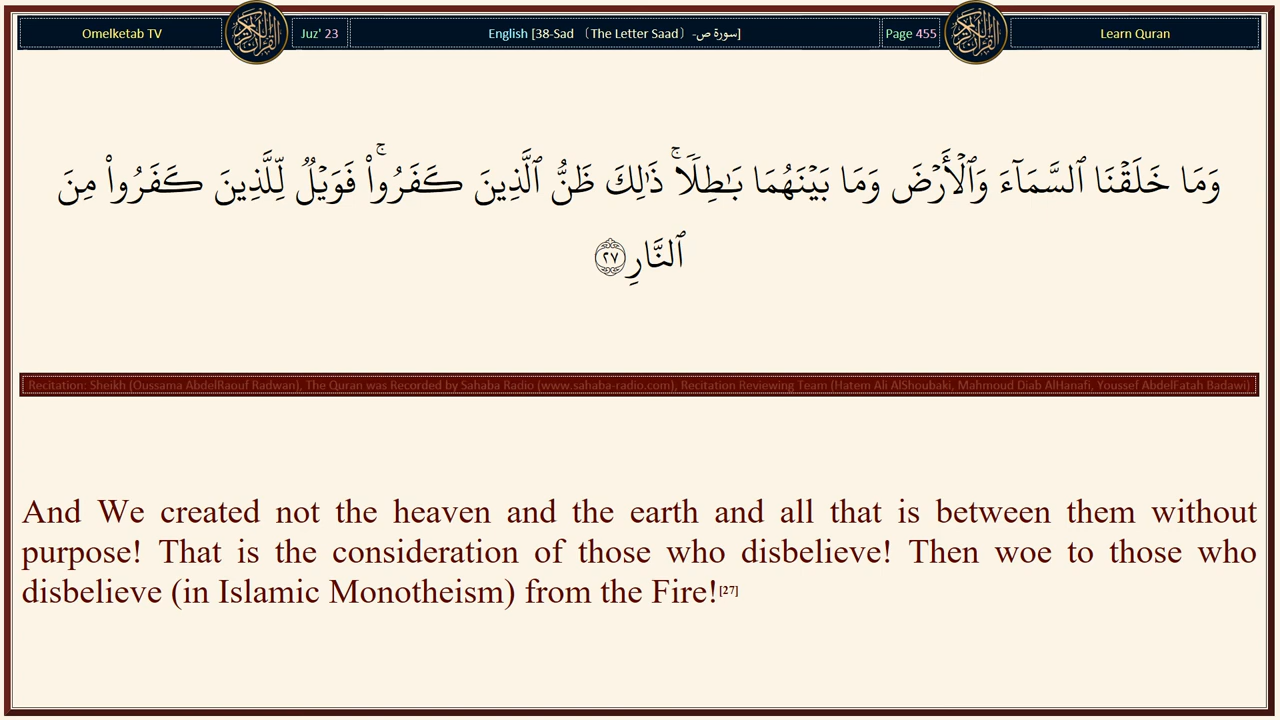 Omelketab TV
Juz' 23
English [38-Sad （The Letter Saad）-سورة ص]
Page 455
Learn Quran
وَمَا خَلَقْنَا ٱلسَّمَآءَ وَٱلْأَرْضَ وَمَا بَيْنَهُمَا بَـٰطِلًۭا ۚ ذَٰلِكَ ظَنُّ ٱلَّذِينَ كَفَرُوا۟ ۚ فَوَيْلٌۭ لِّلَّذِينَ كَفَرُوا۟ مِنَ
ٱلنَّارِ ٢٧
Recitation: Sheikh (Oussama AbdelRaouf Radwan), The Quran was Recorded by Sahaba Radio (www.sahaba-radio.com), Recitation Reviewing Team (Hatem Ali AlShoubaki, Mahmoud Diab AlHanafi, Youssef AbdelFatah Badawi)
And We created not the heaven and the earth and all that is between them without
purpose! That is the consideration of those who disbelieve! Then woe to those who
disbelieve (in Islamic Monotheism) from the Fire![27]